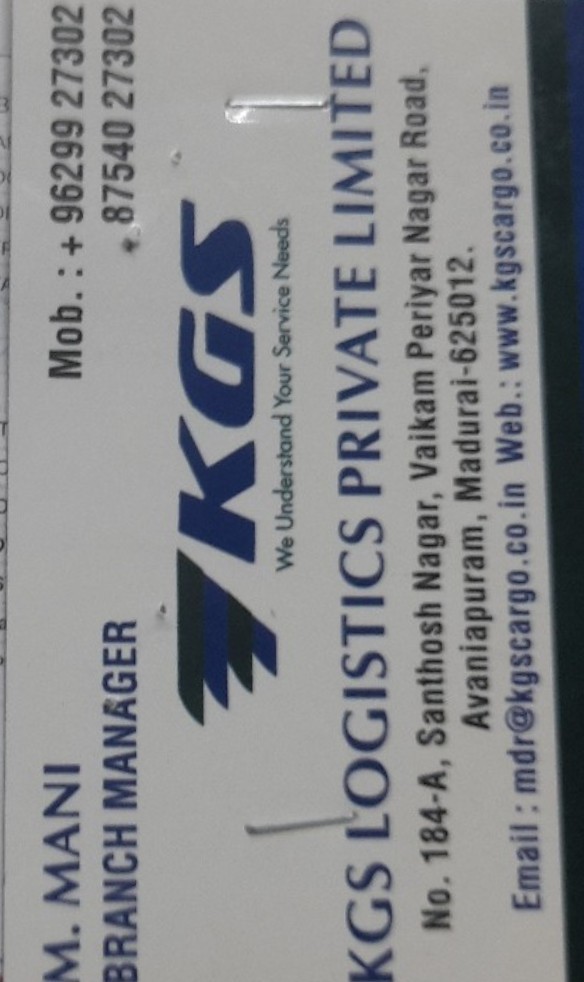 M. MANI
BRANCH MANAGER
Mob. : + 96299 27302
87540 27302
KGS
We Understand Your Service Needs
KGS LOGISTICS PRIVATE LIMITED
No. 184-A, Santhosh Nagar, Vaikam Periyar Nagar Road,
Avaniapuram, Madurai-625012.
Email : mdr@kgscargo.co.in Web.: www.kgscargo.co.in